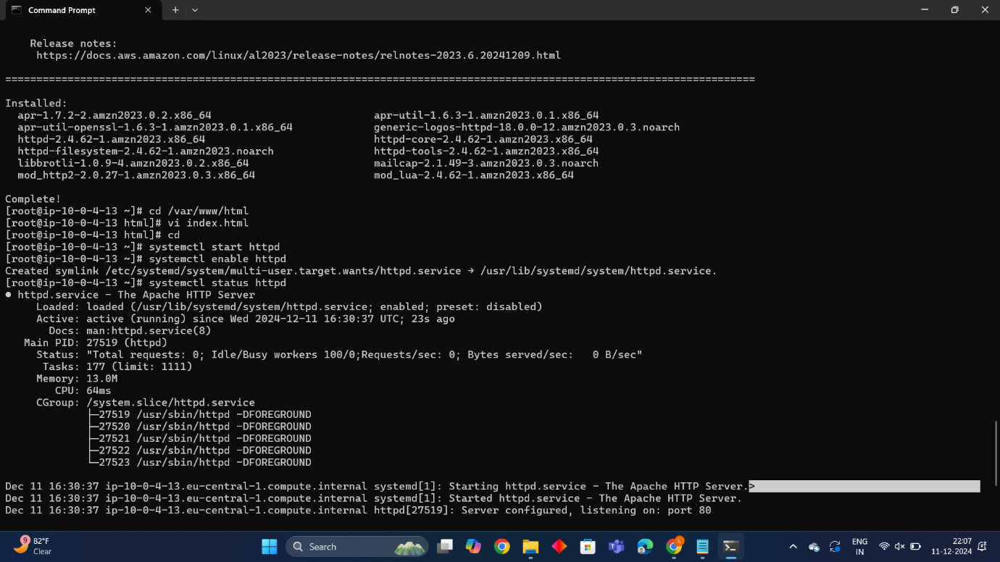 Command Prompt
Release notes:
https://docs.aws.amazon.com/linux/al2023/release-notes/relnotes-2023.6.20241209.html
========================================================================================================================
Installed:
apr-1.7.2-2.amzn2023.0.2.x86_64 apr-util-1.6.3-1.amzn2023.0.1.x86_64
apr-util-openssl-1.6.3-1.amzn2023.0.1.x86_64 generic-logos-httpd-18.0.0-12.amzn2023.0.3.noarch
httpd-2.4.62-1.amzn2023.x86_64 httpd-core-2.4.62-1.amzn2023.x86_64
httpd-filesystem-2.4.62-1.amzn2023.noarch httpd-tools-2.4.62-1.amzn2023.x86_64
libbrotli-1.0.9-4.amzn2023.0.2.x86_64 mailcap-2.1.49-3.amzn2023.0.3.noarch
mod_http2-2.0.27-1.amzn2023.0.3.x86_64 mod_lua-2.4.62-1.amzn2023.x86_64
Complete!
[root@ip-10-0-4-13 ~]# cd /var/www/html
[root@ip-10-0-4-13 html]# vi index.html
[root@ip-10-0-4-13 html]# cd
[root@ip-10-0-4-13 ~]# systemctl start httpd
[root@ip-10-0-4-13 ~]# systemctl enable httpd
Created symlink /etc/systemd/system/multi-user.target.wants/httpd.service → /usr/lib/systemd/system/httpd.service.
[root@ip-10-0-4-13 ~]# systemctl status httpd
● httpd.service - The Apache HTTP Server
Loaded: loaded (/usr/lib/systemd/system/httpd.service; enabled; preset: disabled)
Active: active (running) since Wed 2024-12-11 16:30:37 UTC; 23s ago
Docs: man:httpd.service(8)
Main PID: 27519 (httpd)
Status: "Total requests: 0; Idle/Busy workers 100/0;Requests/sec: 0; Bytes served/sec:   0 B/sec"
Tasks: 177 (limit: 1111)
Memory: 13.0M
CPU: 64ms
CGroup: /system.slice/httpd.service
├─27519 /usr/sbin/httpd -DFOREGROUND
├─27520 /usr/sbin/httpd -DFOREGROUND
├─27521 /usr/sbin/httpd -DFOREGROUND
├─27522 /usr/sbin/httpd -DFOREGROUND
└─27523 /usr/sbin/httpd -DFOREGROUND
Dec 11 16:30:37 ip-10-0-4-13.eu-central-1.compute.internal systemd[1]: Starting httpd.service - The Apache HTTP Server.>
Dec 11 16:30:37 ip-10-0-4-13.eu-central-1.compute.internal systemd[1]: Started httpd.service - The Apache HTTP Server.
Dec 11 16:30:37 ip-10-0-4-13.eu-central-1.compute.internal httpd[27519]: Server configured, listening on: port 80
9 82°F
Clear
Search
ENG
IN
22:07
11-12-2024